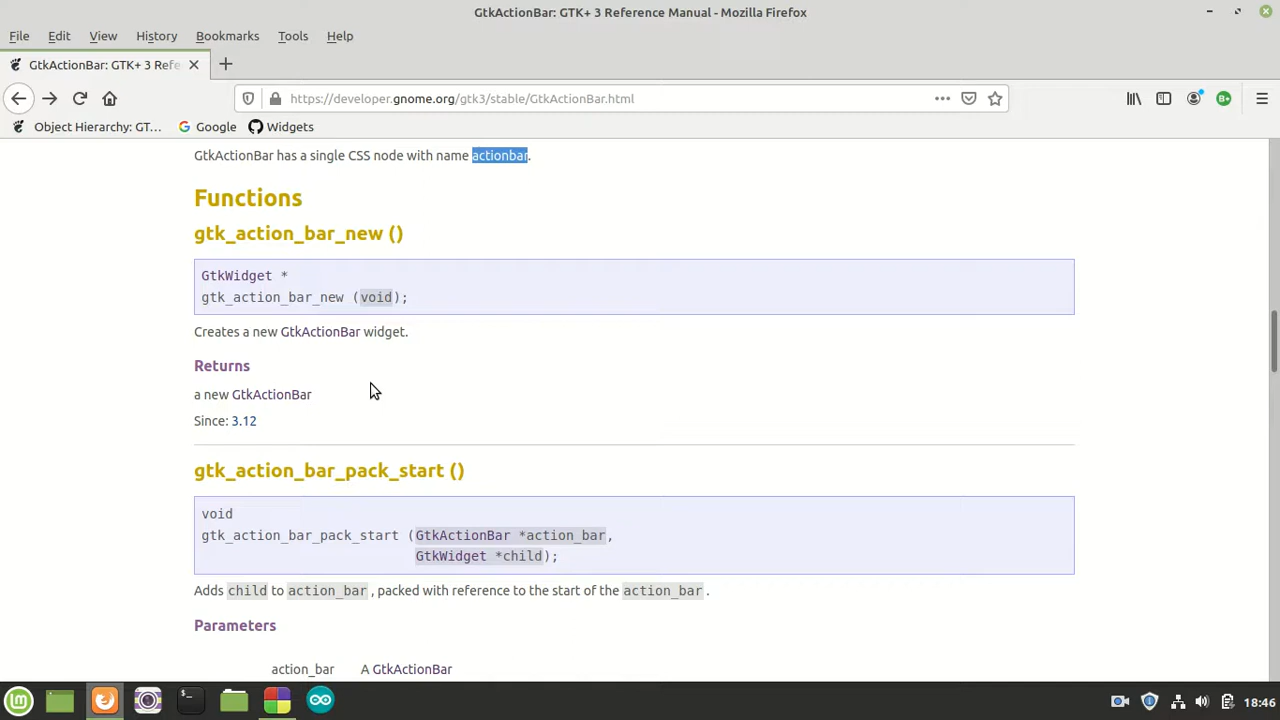 GtkActionBar: GTK+ 3 Reference Manual - Mozilla Firefox
File Edit View History Bookmarks Tools Help
GtkActionBar: GTK+ 3 Refe
https://developer.gnome.org/gtk3/stable/GtkActionBar.html
Object Hierarchy: GT... Google Widgets
GtkActionBar has a single CSS node with name actionbar.
Functions
gtk_action_bar_new ()
GtkWidget *
gtk_action_bar_new (void);
Creates a new GtkActionBar widget.
Returns
a new GtkActionBar
Since: 3.12
gtk_action_bar_pack_start ()
void
gtk_action_bar_pack_start (GtkActionBar *action_bar,
GtkWidget *child);
Adds child to action_bar , packed with reference to the start of the action_bar .
Parameters
action_bar A GtkActionBar
18:46